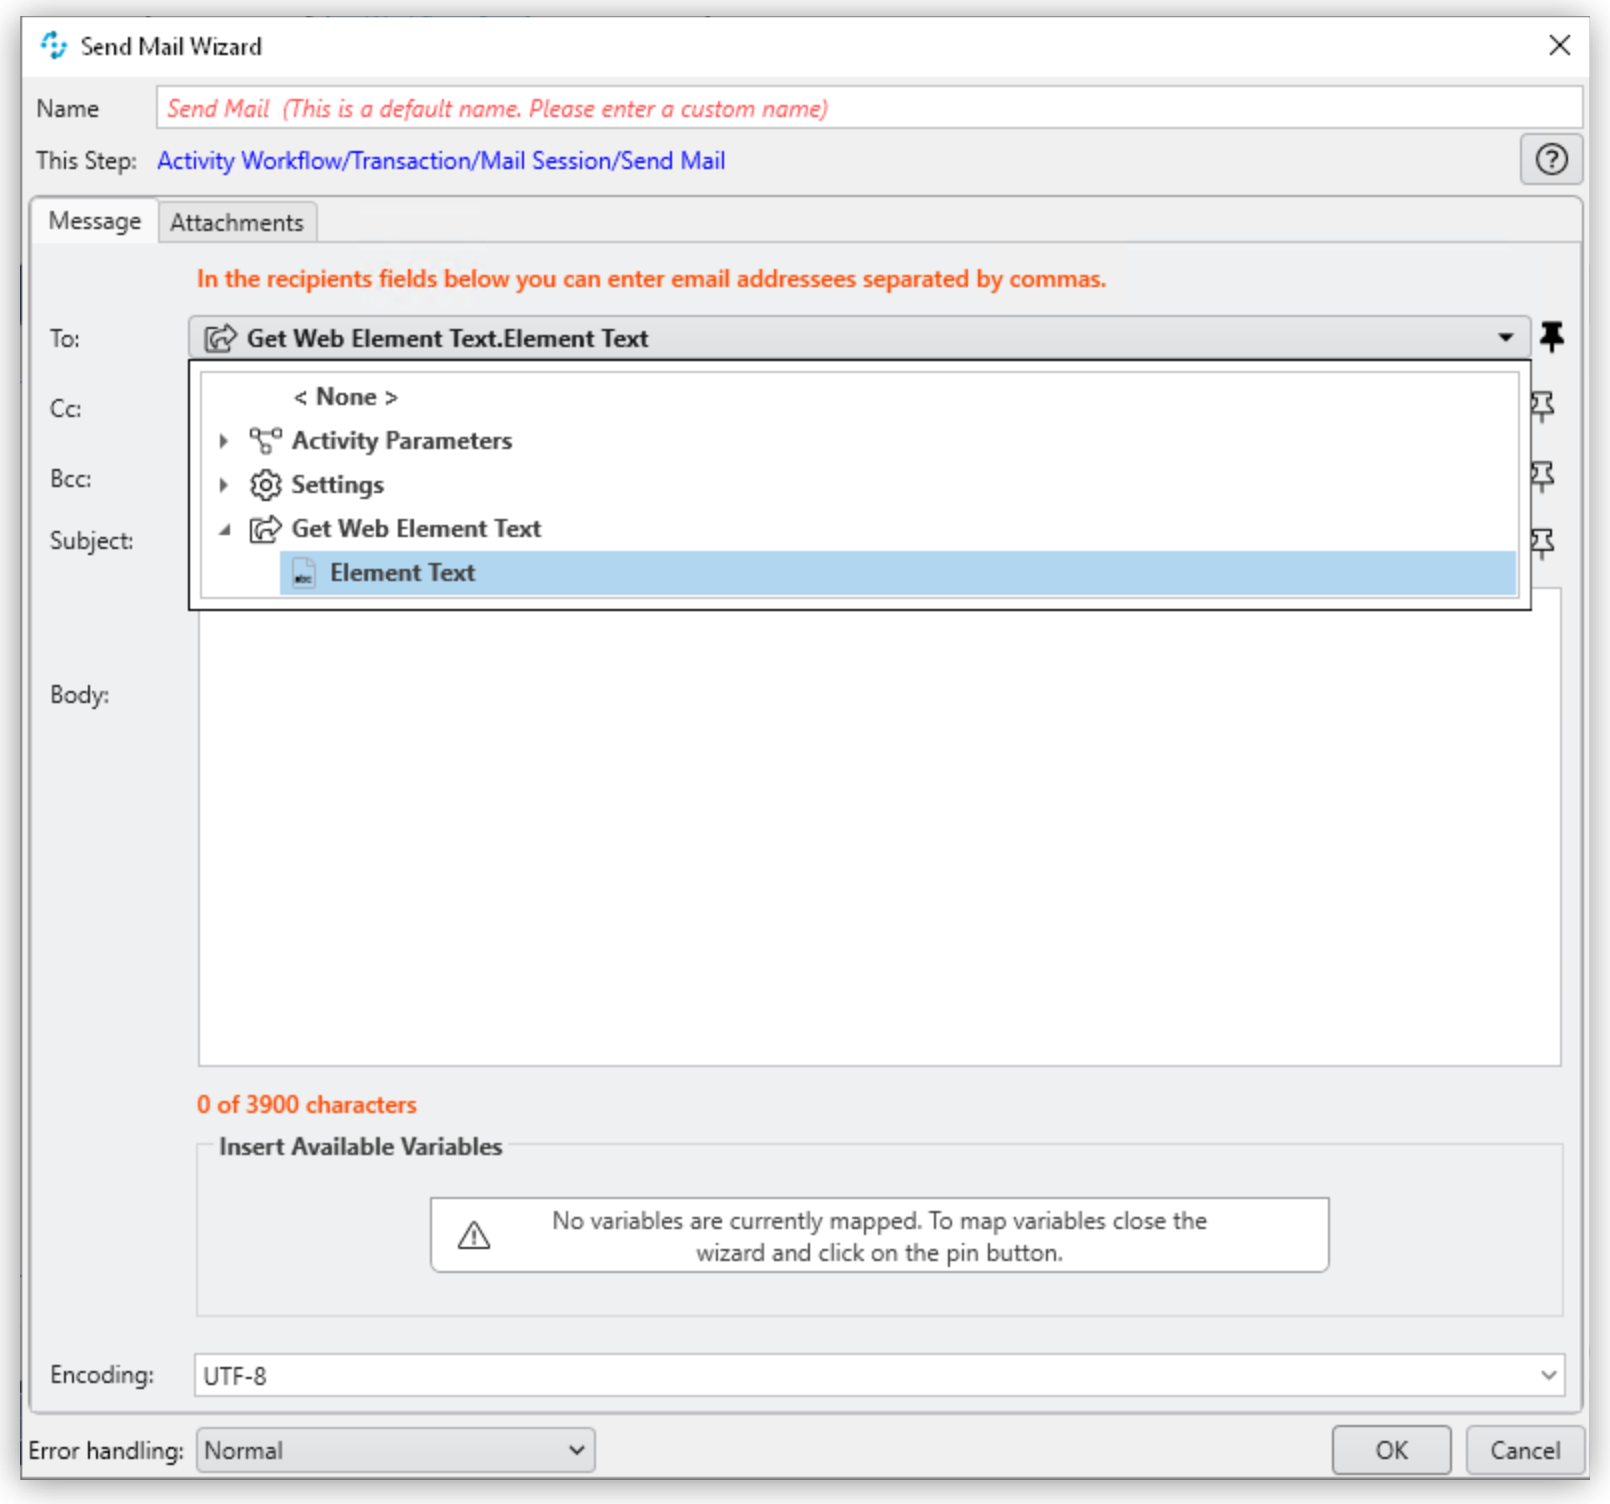 Send Mail Wizard
Name
Send Mail (This is a default name. Please enter a custom name)
This Step: Activity Workflow/Transaction/Mail Session/Send Mail
Message
Attachments
In the recipients fields below you can enter email addressees separated by commas.
To:
Get Web Element Text.Element Text
< None >
Cc:
Activity Parameters
Bcc:
Settings
Get Web Element Text
Subject:
abc
Element Text
Body:
0 of 3900 characters
Insert Available Variables
No variables are currently mapped. To map variables close the
wizard and click on the pin button.
Encoding:
UTF-8
Error handling:
Normal
OK
Cancel